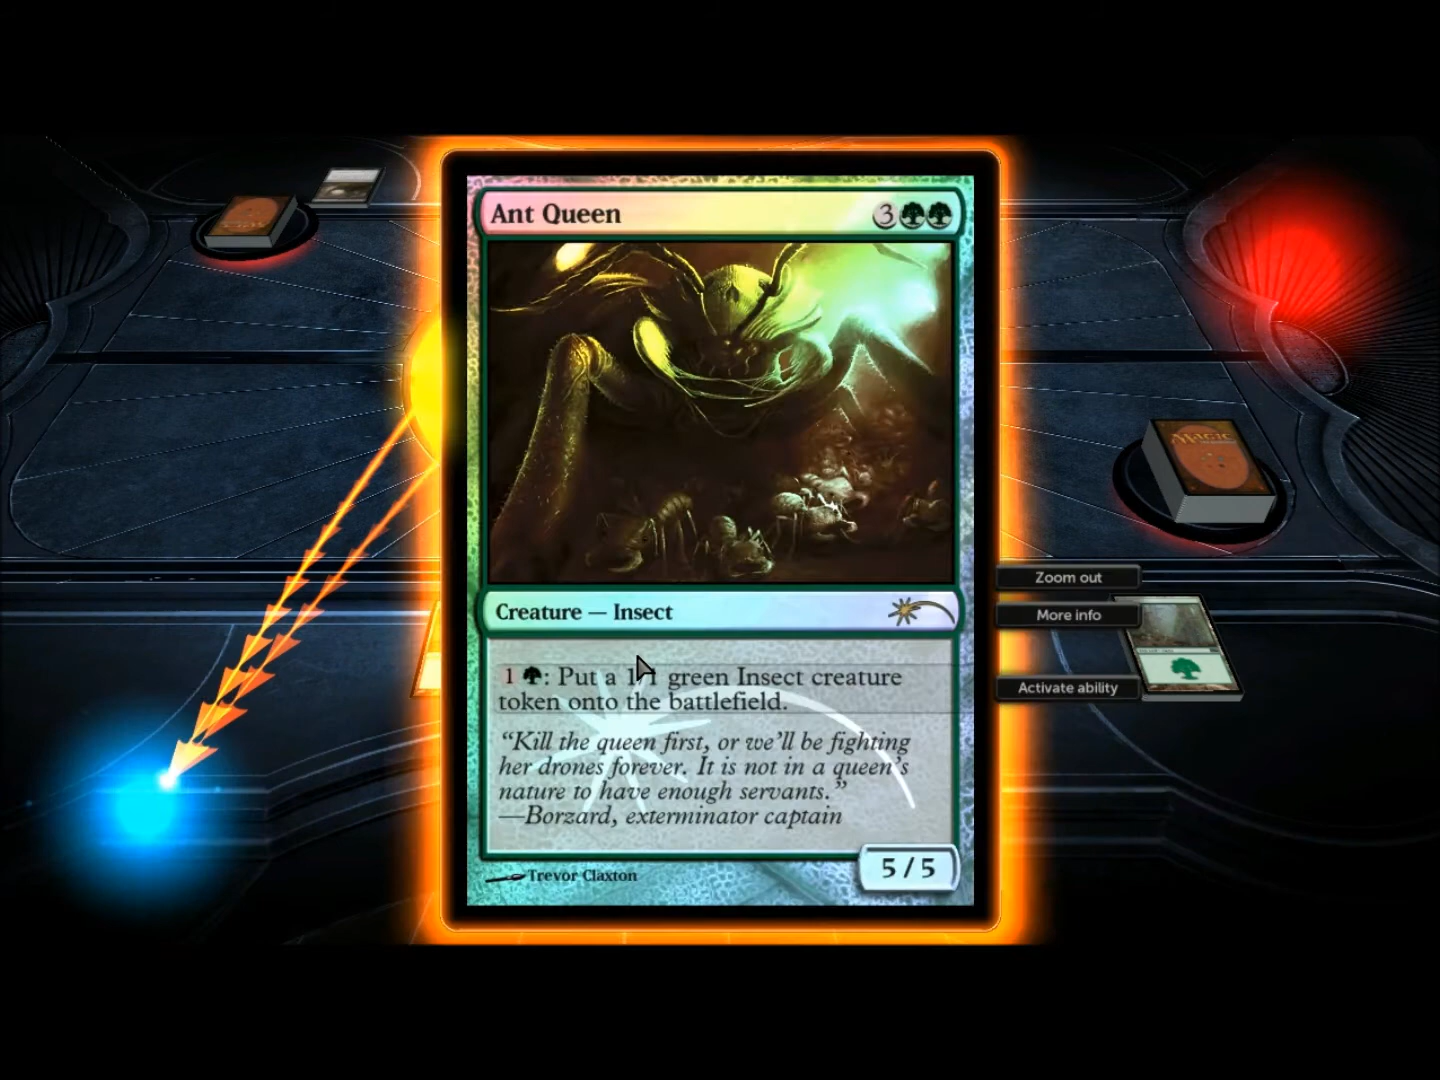 Ant Queen 3
MAGIC
Zoom out
Creature — Insect
More info
1 : Put a 1/1 green Insect creature
token onto the battlefield.
Activate ability
“Kill the queen first, or we’ll be fighting
her drones forever. It is not in a queen’s
nature to have enough servants.”
—Borzard, exterminator captain
5/5
Trevor Claxton